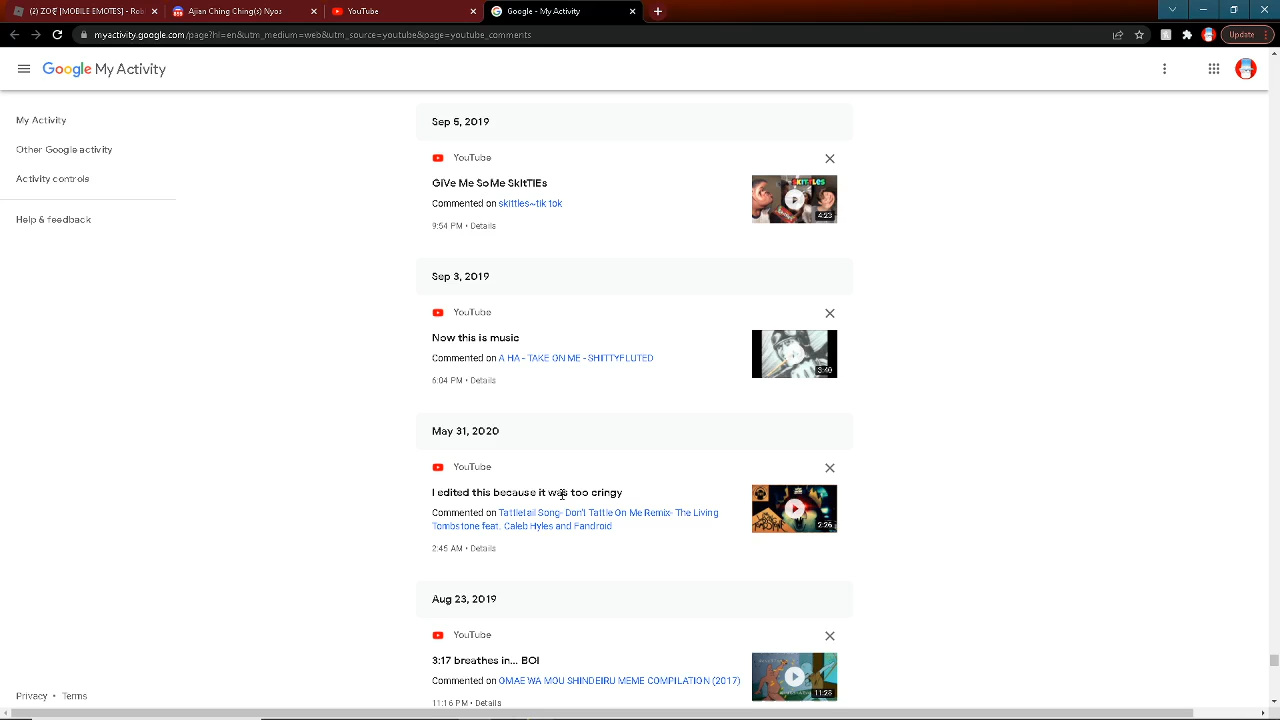 (2) ZOE [MOBILE EMOTES] - Rob
Ajian Ching Ching(s) Nyos
YouTube
Google - My Activity
myactivity.google.com/page?hl=en&utm_medium=web&utm_source=youtube&page=youtube_comments
Update
Google My Activity
My Activity
Other Google activity
Activity controls
Help & feedback
Sep 5, 2019
YouTube
GiVe Me SoMe SkItTlEs
Commented on skittles~tik tok
9:54 PM • Details
SKITTLES
4:23
Sep 3, 2019
YouTube
Now this is music
Commented on A HA - TAKE ON ME - SHITTYFLUTED
6:04 PM • Details
3:49
May 31, 2020
YouTube
I edited this because it was too cringy
Commented on Tattletail Song- Don't Tattle On Me Remix- The Living
Tombstone feat. Caleb Hyles and Fandroid
2:45 AM • Details
2:26
Aug 23, 2019
YouTube
3:17 breathes in... BOI
Commented on OMAE WA MOU SHINDEIRU MEME COMPILATION (2017)
11:16 PM • Details
11:26
Privacy • Terms